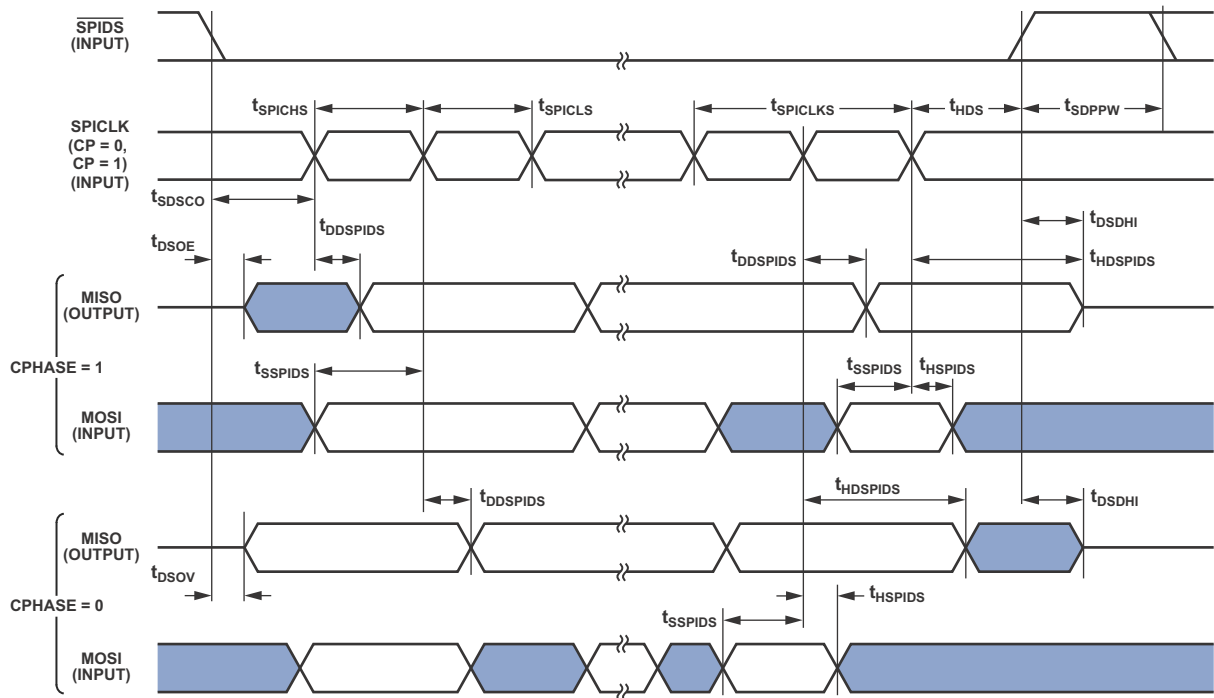 SPIDS
(INPUT)
tSPICHS
tSPICLS
tSPICLKS
tHDS
tSDPPW
SPICLK
(CP = 0,
CP = 1)
(INPUT)
tSDSCO
tDSOE
tDDSPIDS
tDDSPIDS
tDSDHI
tHDSPIDS
MISO
(OUTPUT)
CPHASE = 1
tSSPIDS
tSSPIDS
tHSPIDS
MOSI
(INPUT)
tDDSPIDS
tHDSPIDS
tDSDHI
MISO
(OUTPUT)
tDSOV
CPHASE = 0
tSSPIDS
tHSPIDS
MOSI
(INPUT)